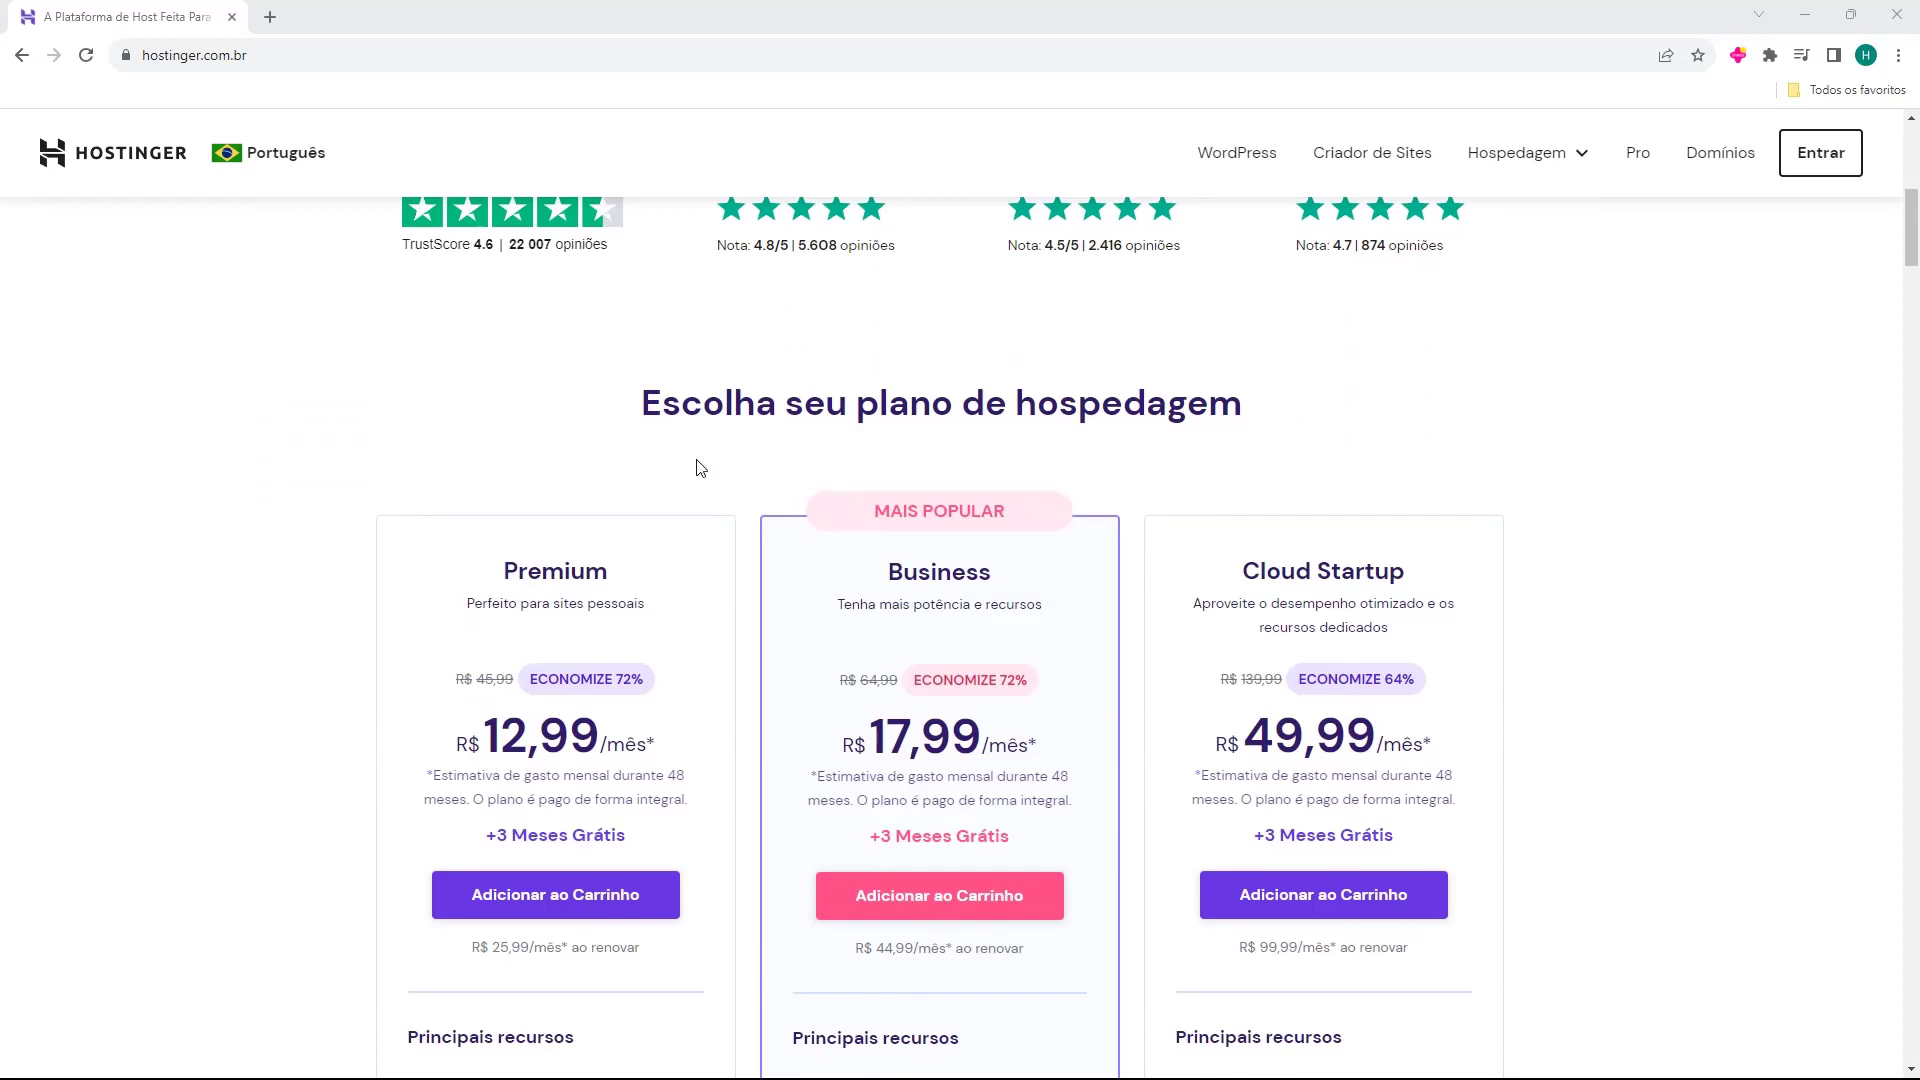 A Plataforma de Host Feita Para
hostinger.com.br
H
Todos os favoritos
HOSTINGER
Português
WordPress
Criador de Sites
Hospedagem
Pro
Domínios
Entrar
TrustScore 4.6 | 22 007 opiniões
Nota: 4.8/5 | 5.608 opiniões
Nota: 4.5/5 | 2.416 opiniões
Nota: 4.7 | 874 opiniões
Escolha seu plano de hospedagem
Premium
Perfeito para sites pessoais
R$ 45,99 ECONOMIZE 72%
R$ 12,99/mês*
*Estimativa de gasto mensal durante 48
meses. O plano é pago de forma integral.
+3 Meses Grátis
Adicionar ao Carrinho
R$ 25,99/mês* ao renovar
Principais recursos
MAIS POPULAR
Business
Tenha mais potência e recursos
R$ 64,99 ECONOMIZE 72%
R$ 17,99/mês*
*Estimativa de gasto mensal durante 48
meses. O plano é pago de forma integral.
+3 Meses Grátis
Adicionar ao Carrinho
R$ 44,99/mês* ao renovar
Principais recursos
Cloud Startup
Aproveite o desempenho otimizado e os
recursos dedicados
R$ 139,99 ECONOMIZE 64%
R$ 49,99/mês*
*Estimativa de gasto mensal durante 48
meses. O plano é pago de forma integral.
+3 Meses Grátis
Adicionar ao Carrinho
R$ 99,99/mês* ao renovar
Principais recursos